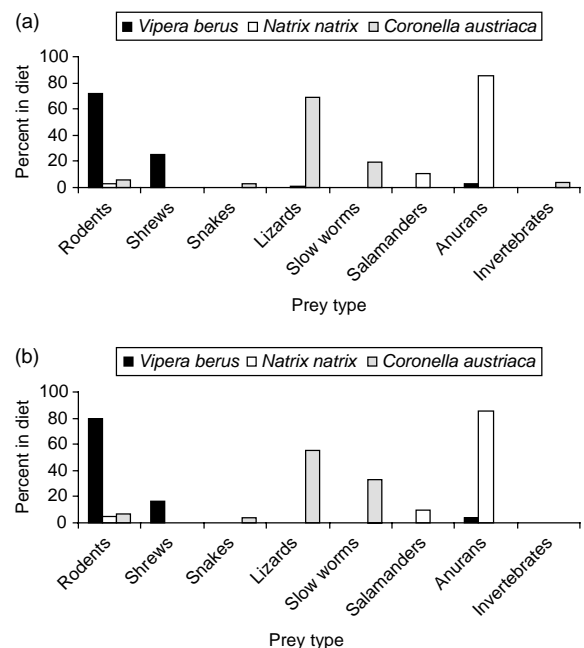 (a)
Vipera berus Natrix natrix Coronella austriaca
Percent in diet
100
80
60
40
20
0
Rodents
Shrews
Snakes
Lizards
Slow worms
Salamanders
Anurans
Invertebrates
Prey type
(b)
Vipera berus Natrix natrix Coronella austriaca
Percent in diet
100
80
60
40
20
0
Rodents
Shrews
Snakes
Lizards
Slow worms
Salamanders
Anurans
Invertebrates
Prey type